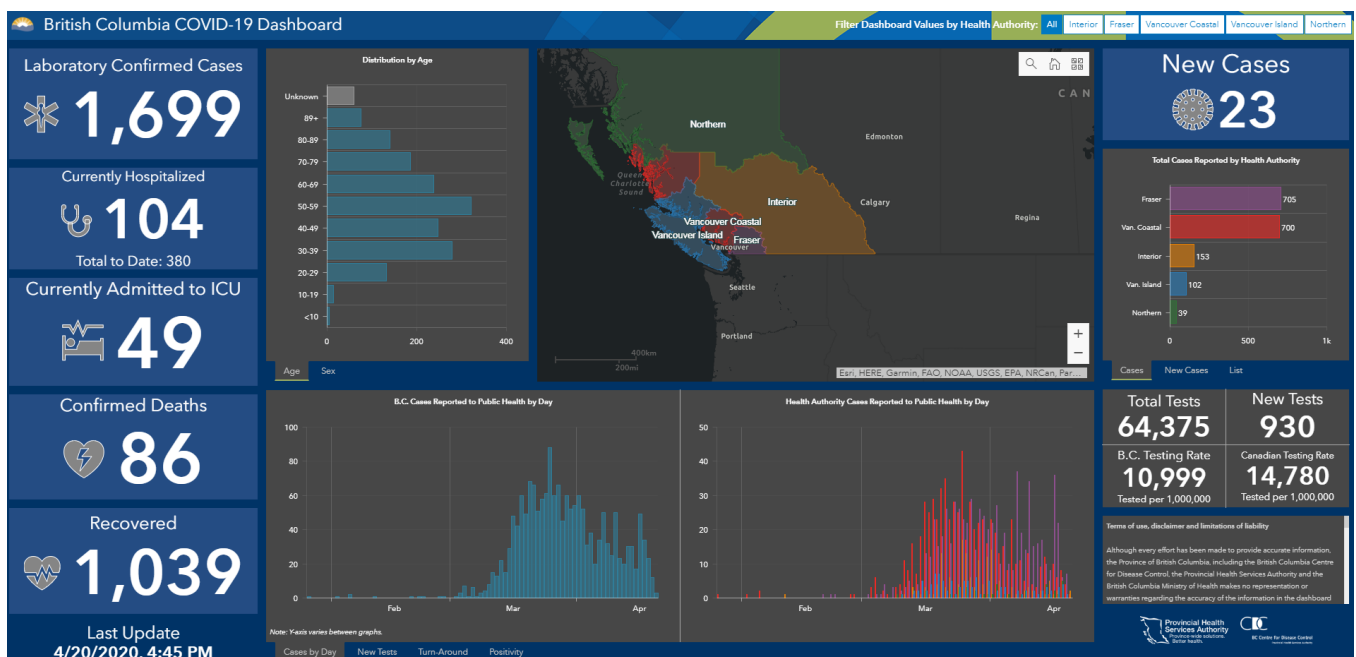 British Columbia COVID-19 Dashboard
Filter Dashboard Values by Health Authority: All Interior Fraser Vancouver Coastal Vancouver Island Northern
Laboratory Confirmed Cases
1,699
Currently Hospitalized
104
Total to Date: 380
Currently Admitted to ICU
49
Confirmed Deaths
86
Recovered
1,039
Last Update
4/20/2020, 4:45 PM
Distribution by Age
Unknown
89+
80-89
70-79
60-69
50-59
40-49
30-39
20-29
10-19
<10
0 200 400
Age Sex
CAN
Northern
Edmonton
Queen
Charlotte
Sound
Interior
Calgary
Vancouver Coastal
Regina
Vancouver Island
Fraser
Vancouver
Seattle
Portland
400km
200mi
+
−
Esri, HERE, Garmin, FAO, NOAA, USGS, EPA, NRCan, Par...
New Cases
23
Total Cases Reported by Health Authority
Fraser 705
Van. Coastal 700
Interior 153
Van. Island 102
Northern 39
0 500 1k
Cases New Cases List
B.C. Cases Reported to Public Health by Day
100
80
60
40
20
0
Feb Mar Apr
Note: Y-axis varies between graphs.
Cases by Day New Tests Turn-Around Positivity
Health Authority Cases Reported to Public Health by Day
50
40
30
20
10
0
Feb Mar Apr
Total Tests
64,375
New Tests
930
B.C. Testing Rate
10,999
Tested per 1,000,000
Canadian Testing Rate
14,780
Tested per 1,000,000
Terms of use, disclaimer and limitations of liability
Although every effort has been made to provide accurate information,
the Province of British Columbia, including the British Columbia Centre
for Disease Control, the Provincial Health Services Authority and the
British Columbia Ministry of Health makes no representation or
warranties regarding the accuracy of the information in the dashboard
Provincial Health
Services Authority
Province-wide solutions.
Better health.
BC Centre for Disease Control